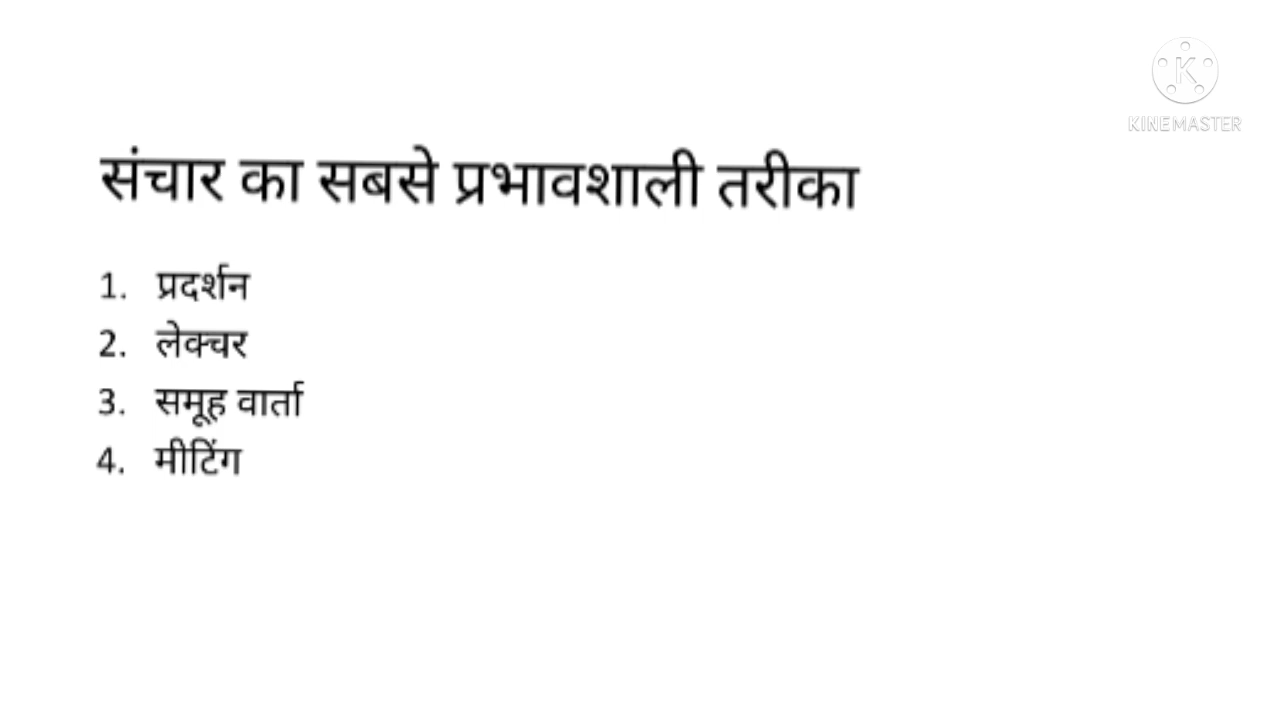 KINEMASTER
संचार का सबसे प्रभावशाली तरीका
1. प्रदर्शन
2. लेक्चर
3. समूह वार्ता
4. मीटिंग